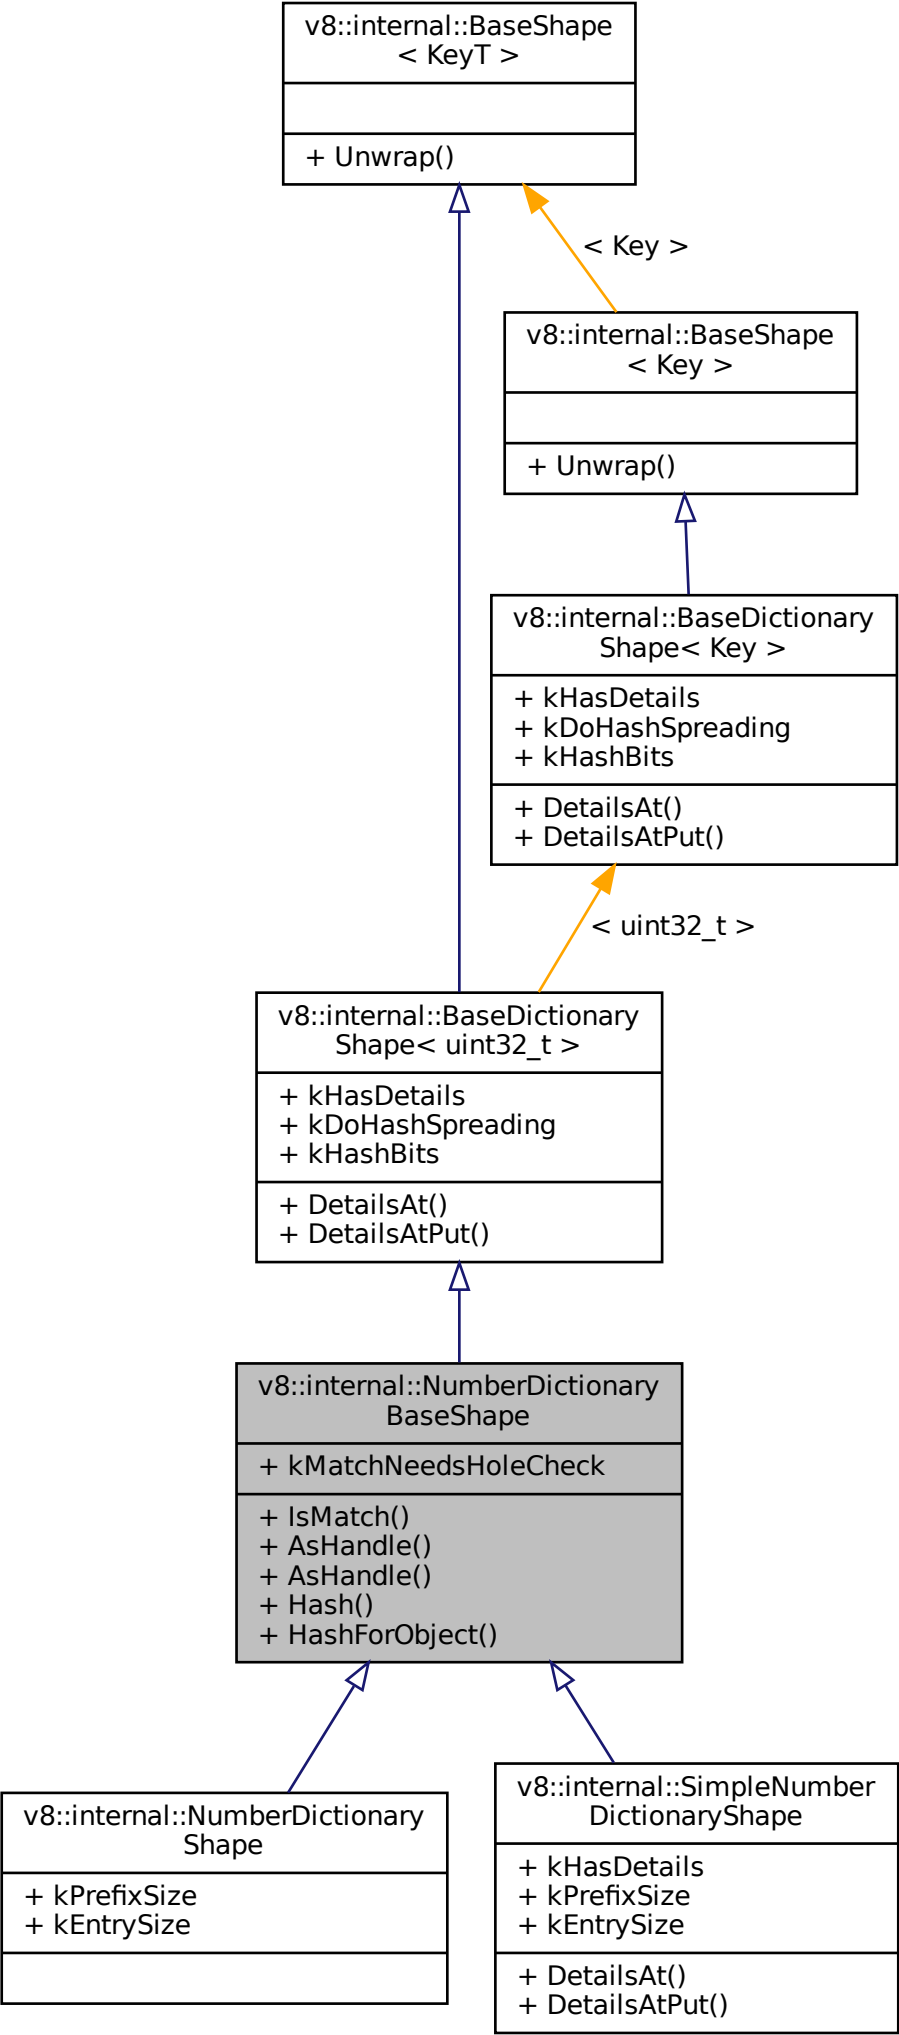 v8::internal::BaseShape
< KeyT >
+ Unwrap()
< Key >
v8::internal::BaseShape
< Key >
+ Unwrap()
v8::internal::BaseDictionary
Shape< Key >
+ kHasDetails
+ kDoHashSpreading
+ kHashBits
+ DetailsAt()
+ DetailsAtPut()
< uint32_t >
v8::internal::BaseDictionary
Shape< uint32_t >
+ kHasDetails
+ kDoHashSpreading
+ kHashBits
+ DetailsAt()
+ DetailsAtPut()
v8::internal::NumberDictionary
BaseShape
+ kMatchNeedsHoleCheck
+ IsMatch()
+ AsHandle()
+ AsHandle()
+ Hash()
+ HashForObject()
v8::internal::NumberDictionary
Shape
+ kPrefixSize
+ kEntrySize
v8::internal::SimpleNumber
DictionaryShape
+ kHasDetails
+ kPrefixSize
+ kEntrySize
+ DetailsAt()
+ DetailsAtPut()